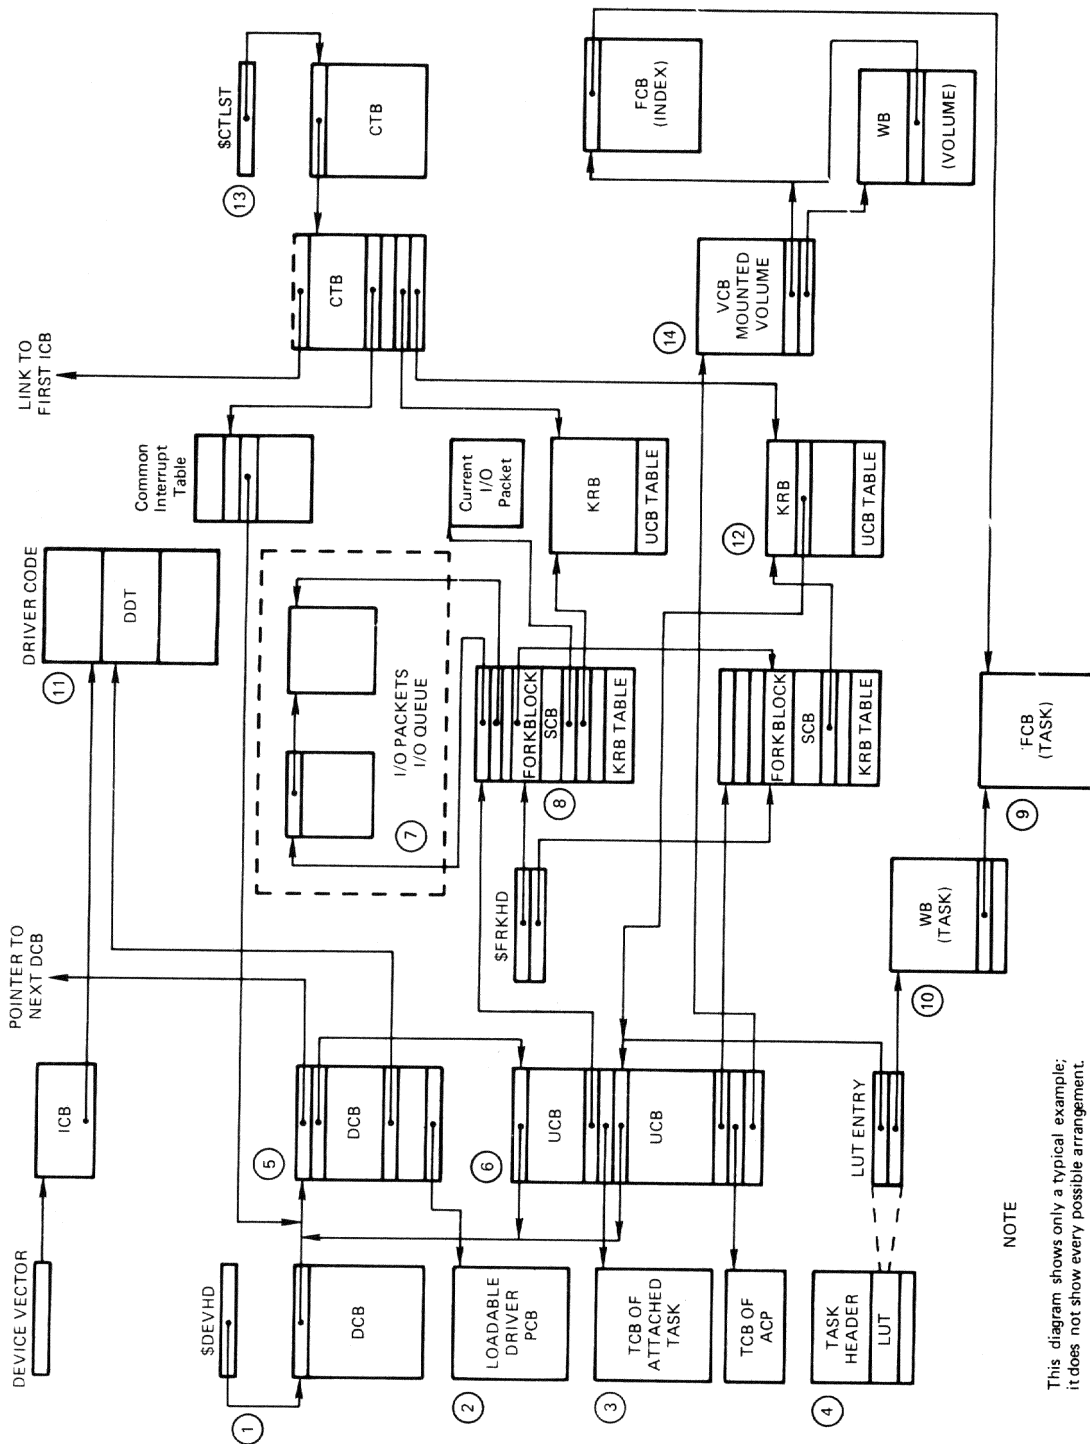 DEVICE VECTOR
ICB
POINTER TO
NEXT DCB
DRIVER CODE
DDT
11
Common
Interrupt
Table
LINK TO
FIRST ICB
$CTLST
13
CTB
CTB
$DEVHD
1
DCB
5
DCB
I/O PACKETS
I/O QUEUE
7
Current
I/O
Packet
2
LOADABLE
DRIVER
PCB
6
UCB
UCB
$FRKHD
8
FORKBLOCK
SCB
KRB TABLE
KRB
UCB TABLE
3
TCB OF
ATTACHED
TASK
TCB OF
ACP
FORKBLOCK
SCB
KRB TABLE
12
KRB
UCB TABLE
14
VCB
MOUNTED
VOLUME
FCB
(INDEX)
WB
(VOLUME)
4
TASK
HEADER
LUT
LUT ENTRY
10
WB
(TASK)
9
FCB
(TASK)
NOTE
This diagram shows only a typical example;
it does not show every possible arrangement.